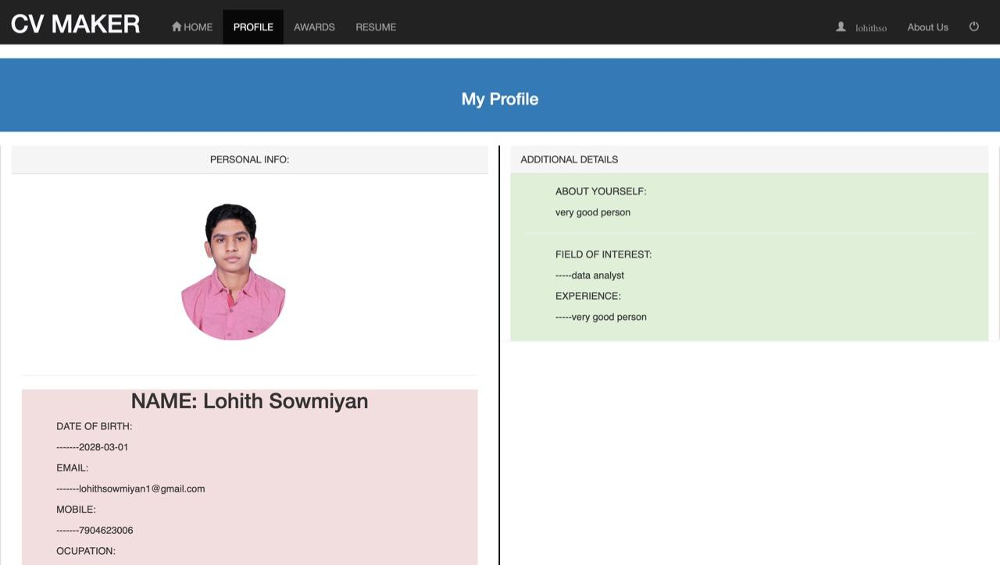 CV MAKER
HOME
PROFILE
AWARDS
RESUME
lohithso
About Us
My Profile
PERSONAL INFO:
NAME: Lohith Sowmiyan
DATE OF BIRTH:
-------2028-03-01
EMAIL:
-------lohithsowmiyan1@gmail.com
MOBILE:
-------7904623006
OCUPATION:
ADDITIONAL DETAILS
ABOUT YOURSELF:
very good person
FIELD OF INTEREST:
-----data analyst
EXPERIENCE:
-----very good person